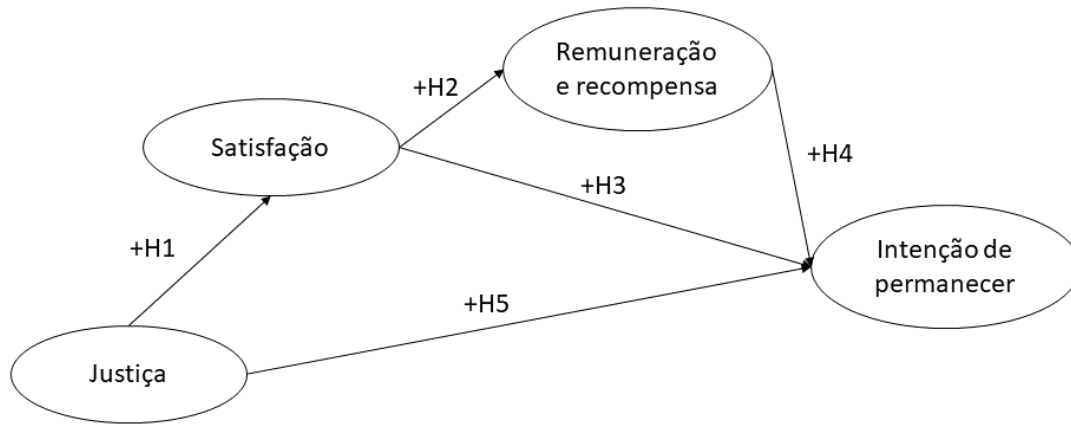 Remuneração
e recompensa
+H2
Satisfação
+H4
+H3
+H1
Intenção de
permanecer
+H5
Justiça